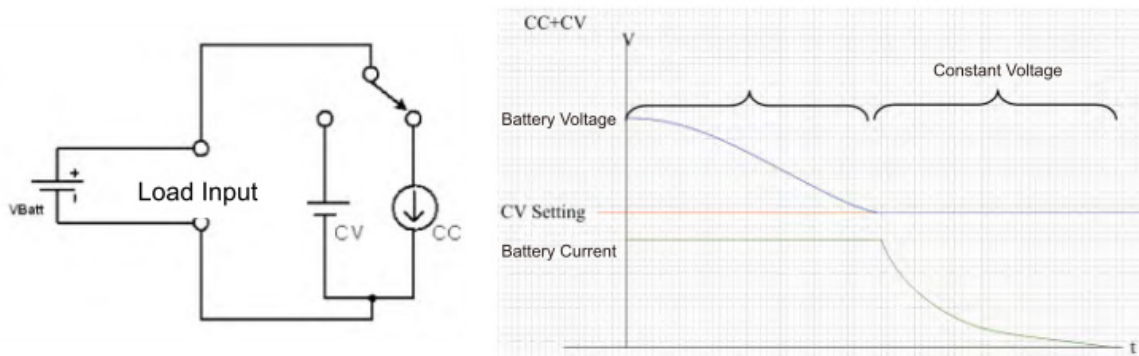 VBatt
+
-
Load Input
CV
CC
CC+CV
V
Constant Voltage
Battery Voltage
CV Setting
Battery Current
t